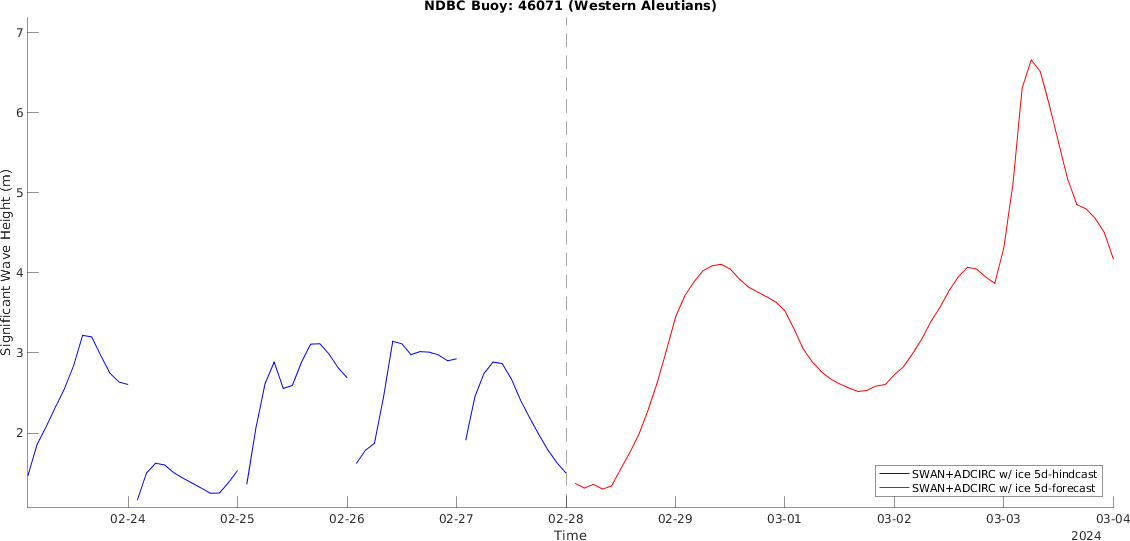 NDBC Buoy: 46071 (Western Aleutians)
7
6
5
4
3
2
Significant Wave Height (m)
SWAN+ADCIRC w/ ice 5d-hindcast
SWAN+ADCIRC w/ ice 5d-forecast
02-24 02-25 02-26 02-27 02-28 02-29 03-01 03-02 03-03 03-04
Time
2024